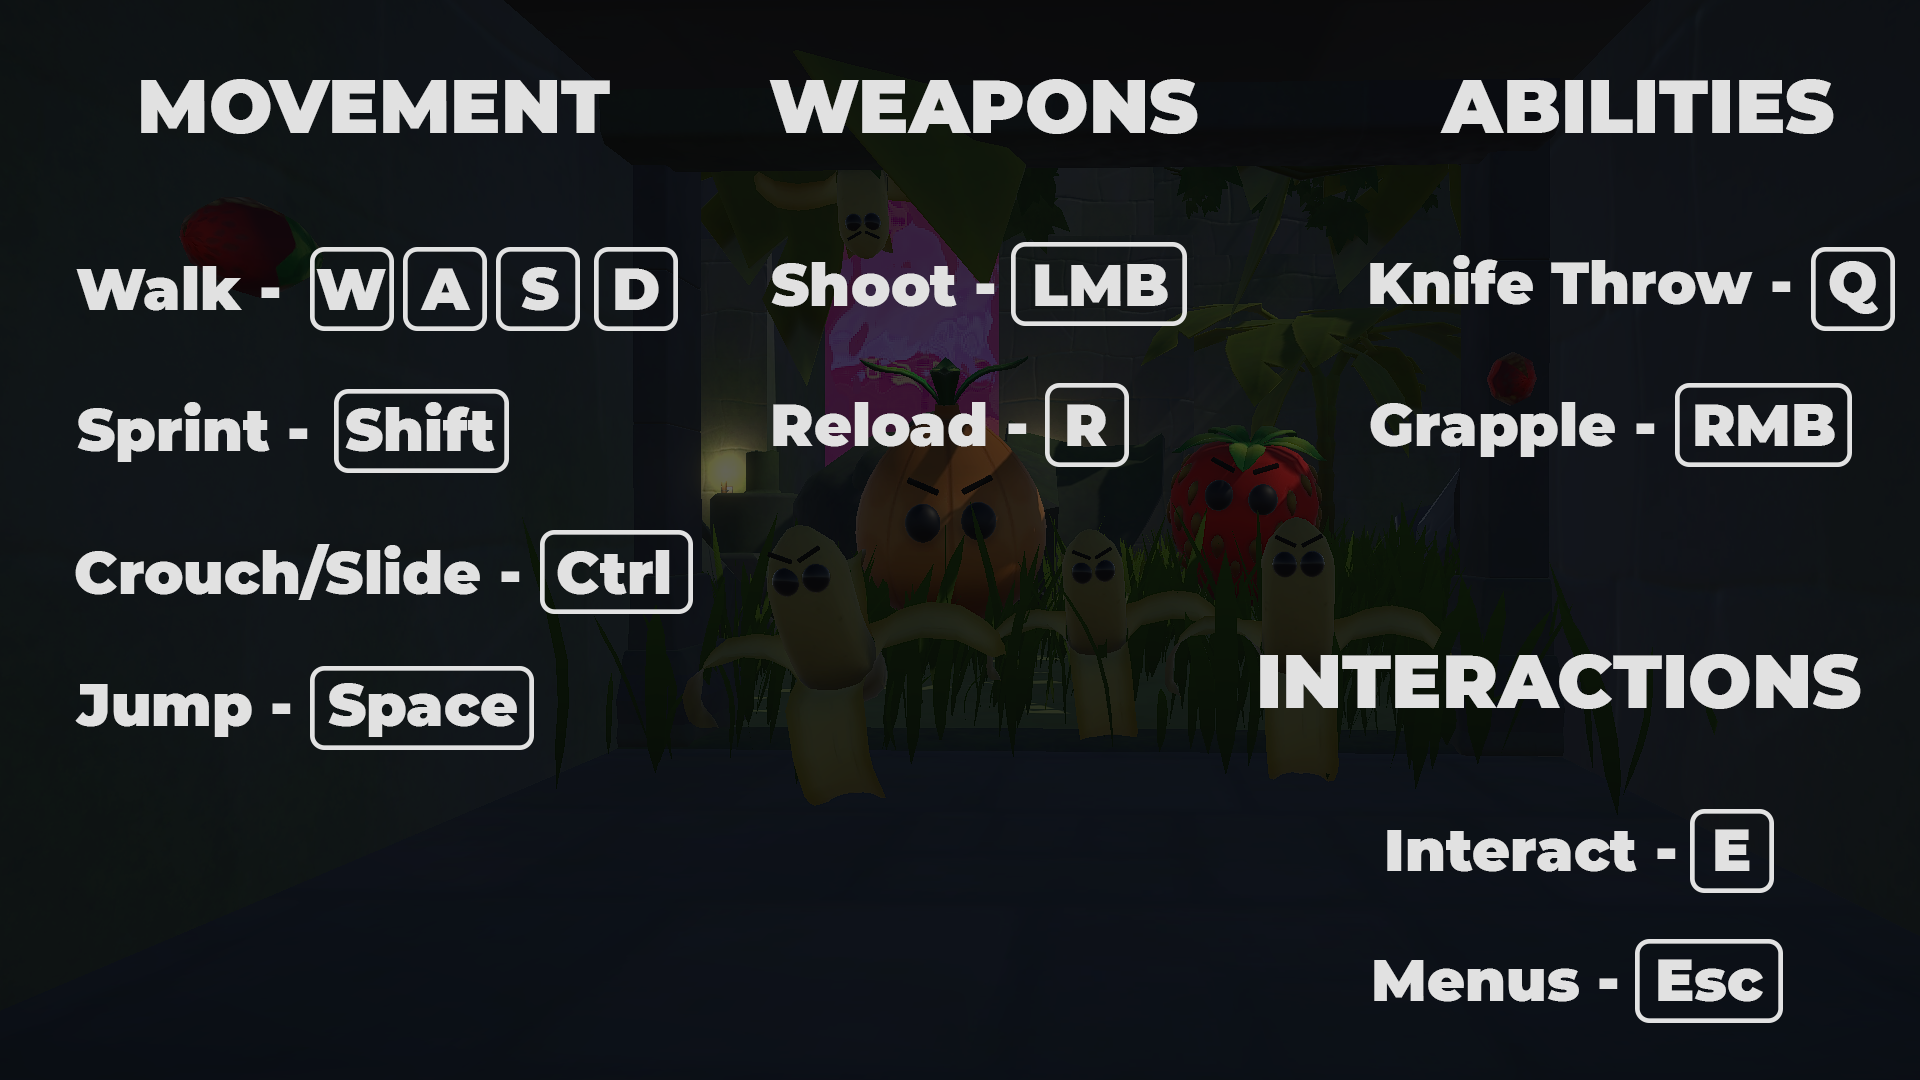 MOVEMENT
Walk - W A S D
Sprint - Shift
Crouch/Slide - Ctrl
Jump - Space
WEAPONS
Shoot - LMB
Reload - R
ABILITIES
Knife Throw - Q
Grapple - RMB
INTERACTIONS
Interact - E
Menus - Esc